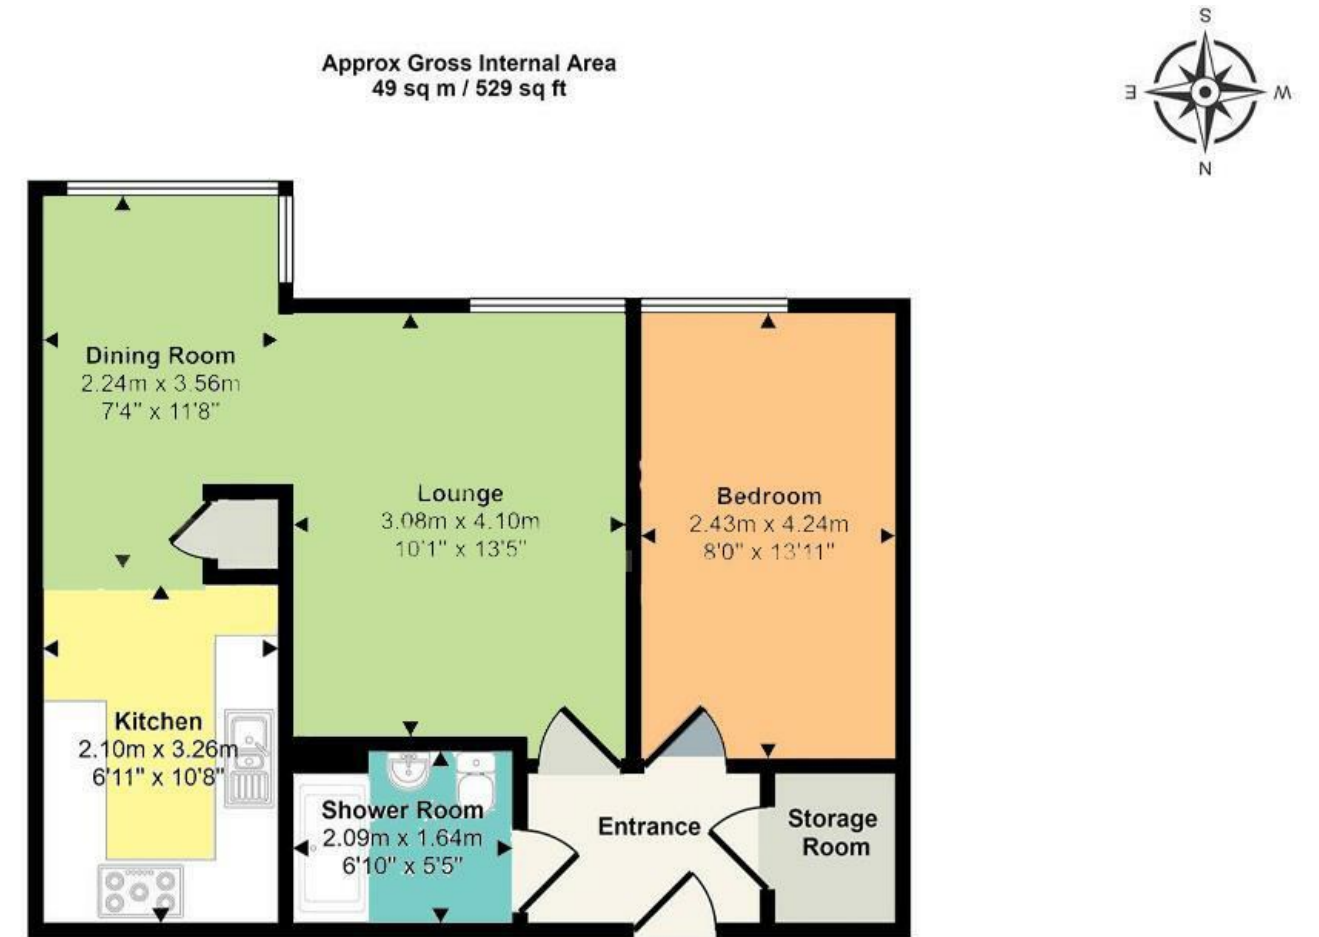 Approx Gross Internal Area
49 sq m / 529 sq ft
S
E W
N
Dining Room
2.24m x 3.56m
7'4" x 11'8"
Lounge
3.08m x 4.10m
10'1" x 13'5"
Bedroom
2.43m x 4.24m
8'0" x 13'11"
Kitchen
2.10m x 3.26m
6'11" x 10'8"
Shower Room
2.09m x 1.64m
6'10" x 5'5"
Entrance
Storage
Room